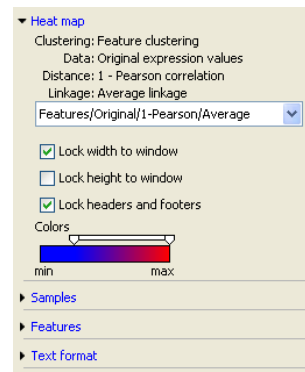 Heat map
Clustering: Feature clustering
Data: Original expression values
Distance: 1 - Pearson correlation
Linkage: Average linkage
Features/Original/1-Pearson/Average
Lock width to window
Lock height to window
Lock headers and footers
Colors
min max
Samples
Features
Text format